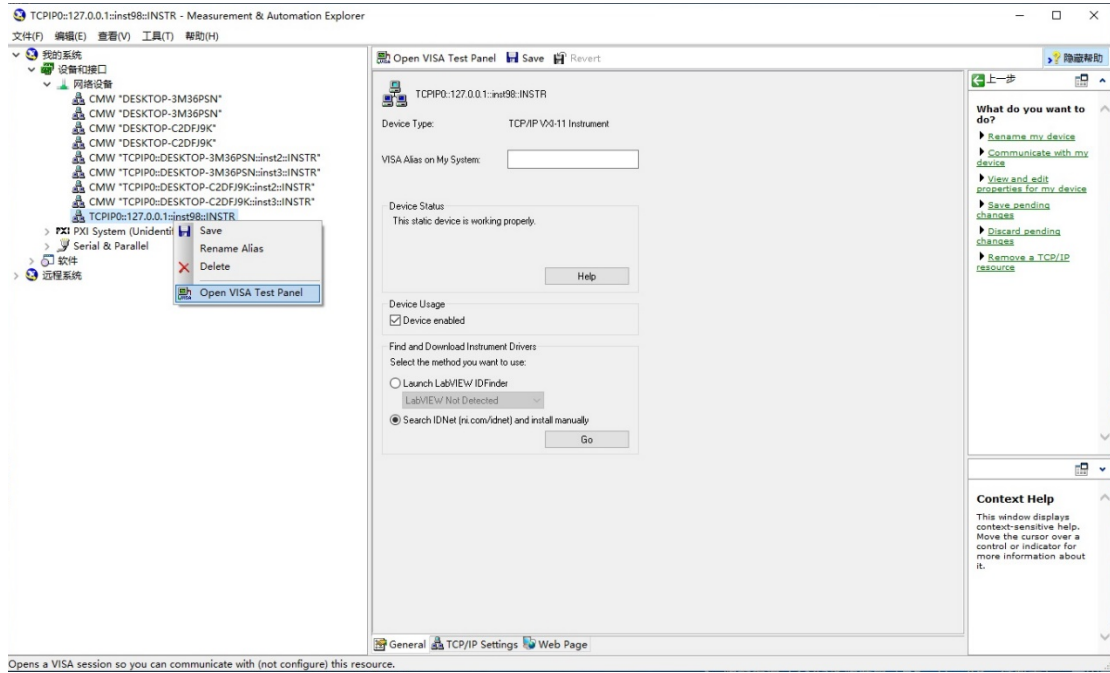 TCPIP0::127.0.0.1::inst98::INSTR - Measurement & Automation Explorer
文件(F) 编辑(E) 查看(V) 工具(T) 帮助(H)
我的系统
设备和接口
网络设备
CMW "DESKTOP-3M36PSN"
CMW "DESKTOP-3M36PSN"
CMW "DESKTOP-C2DFJ9K"
CMW "DESKTOP-C2DFJ9K"
CMW "TCPIP0::DESKTOP-3M36PSN::inst2::INSTR"
CMW "TCPIP0::DESKTOP-3M36PSN::inst3::INSTR"
CMW "TCPIP0::DESKTOP-C2DFJ9K::inst2::INSTR"
CMW "TCPIP0::DESKTOP-C2DFJ9K::inst3::INSTR"
TCPIP0::127.0.0.1::inst98::INSTR
PXI PXI System (Unidenti
Serial & Parallel
软件
远程系统
Save
Rename Alias
Delete
Open VISA Test Panel
Open VISA Test Panel Save Revert
TCPIP0::127.0.0.1::inst98::INSTR
Device Type: TCP/IP VXI-11 Instrument
VISA Alias on My System:
Device Status
This static device is working properly.
Help
Device Usage
Device enabled
Find and Download Instrument Drivers
Select the method you want to use:
Launch LabVIEW IDFinder
LabVIEW Not Detected
Search IDNet (ni.com/idnet) and install manually
Go
General TCP/IP Settings Web Page
隐藏帮助
上一步
What do you want to
do?
Rename my device
Communicate with my
device
View and edit
properties for my device
Save pending
changes
Discard pending
changes
Remove a TCP/IP
resource
Context Help
This window displays
context-sensitive help.
Move the cursor over a
control or indicator for
more information about
it.
Opens a VISA session so you can communicate with (not configure) this resource.